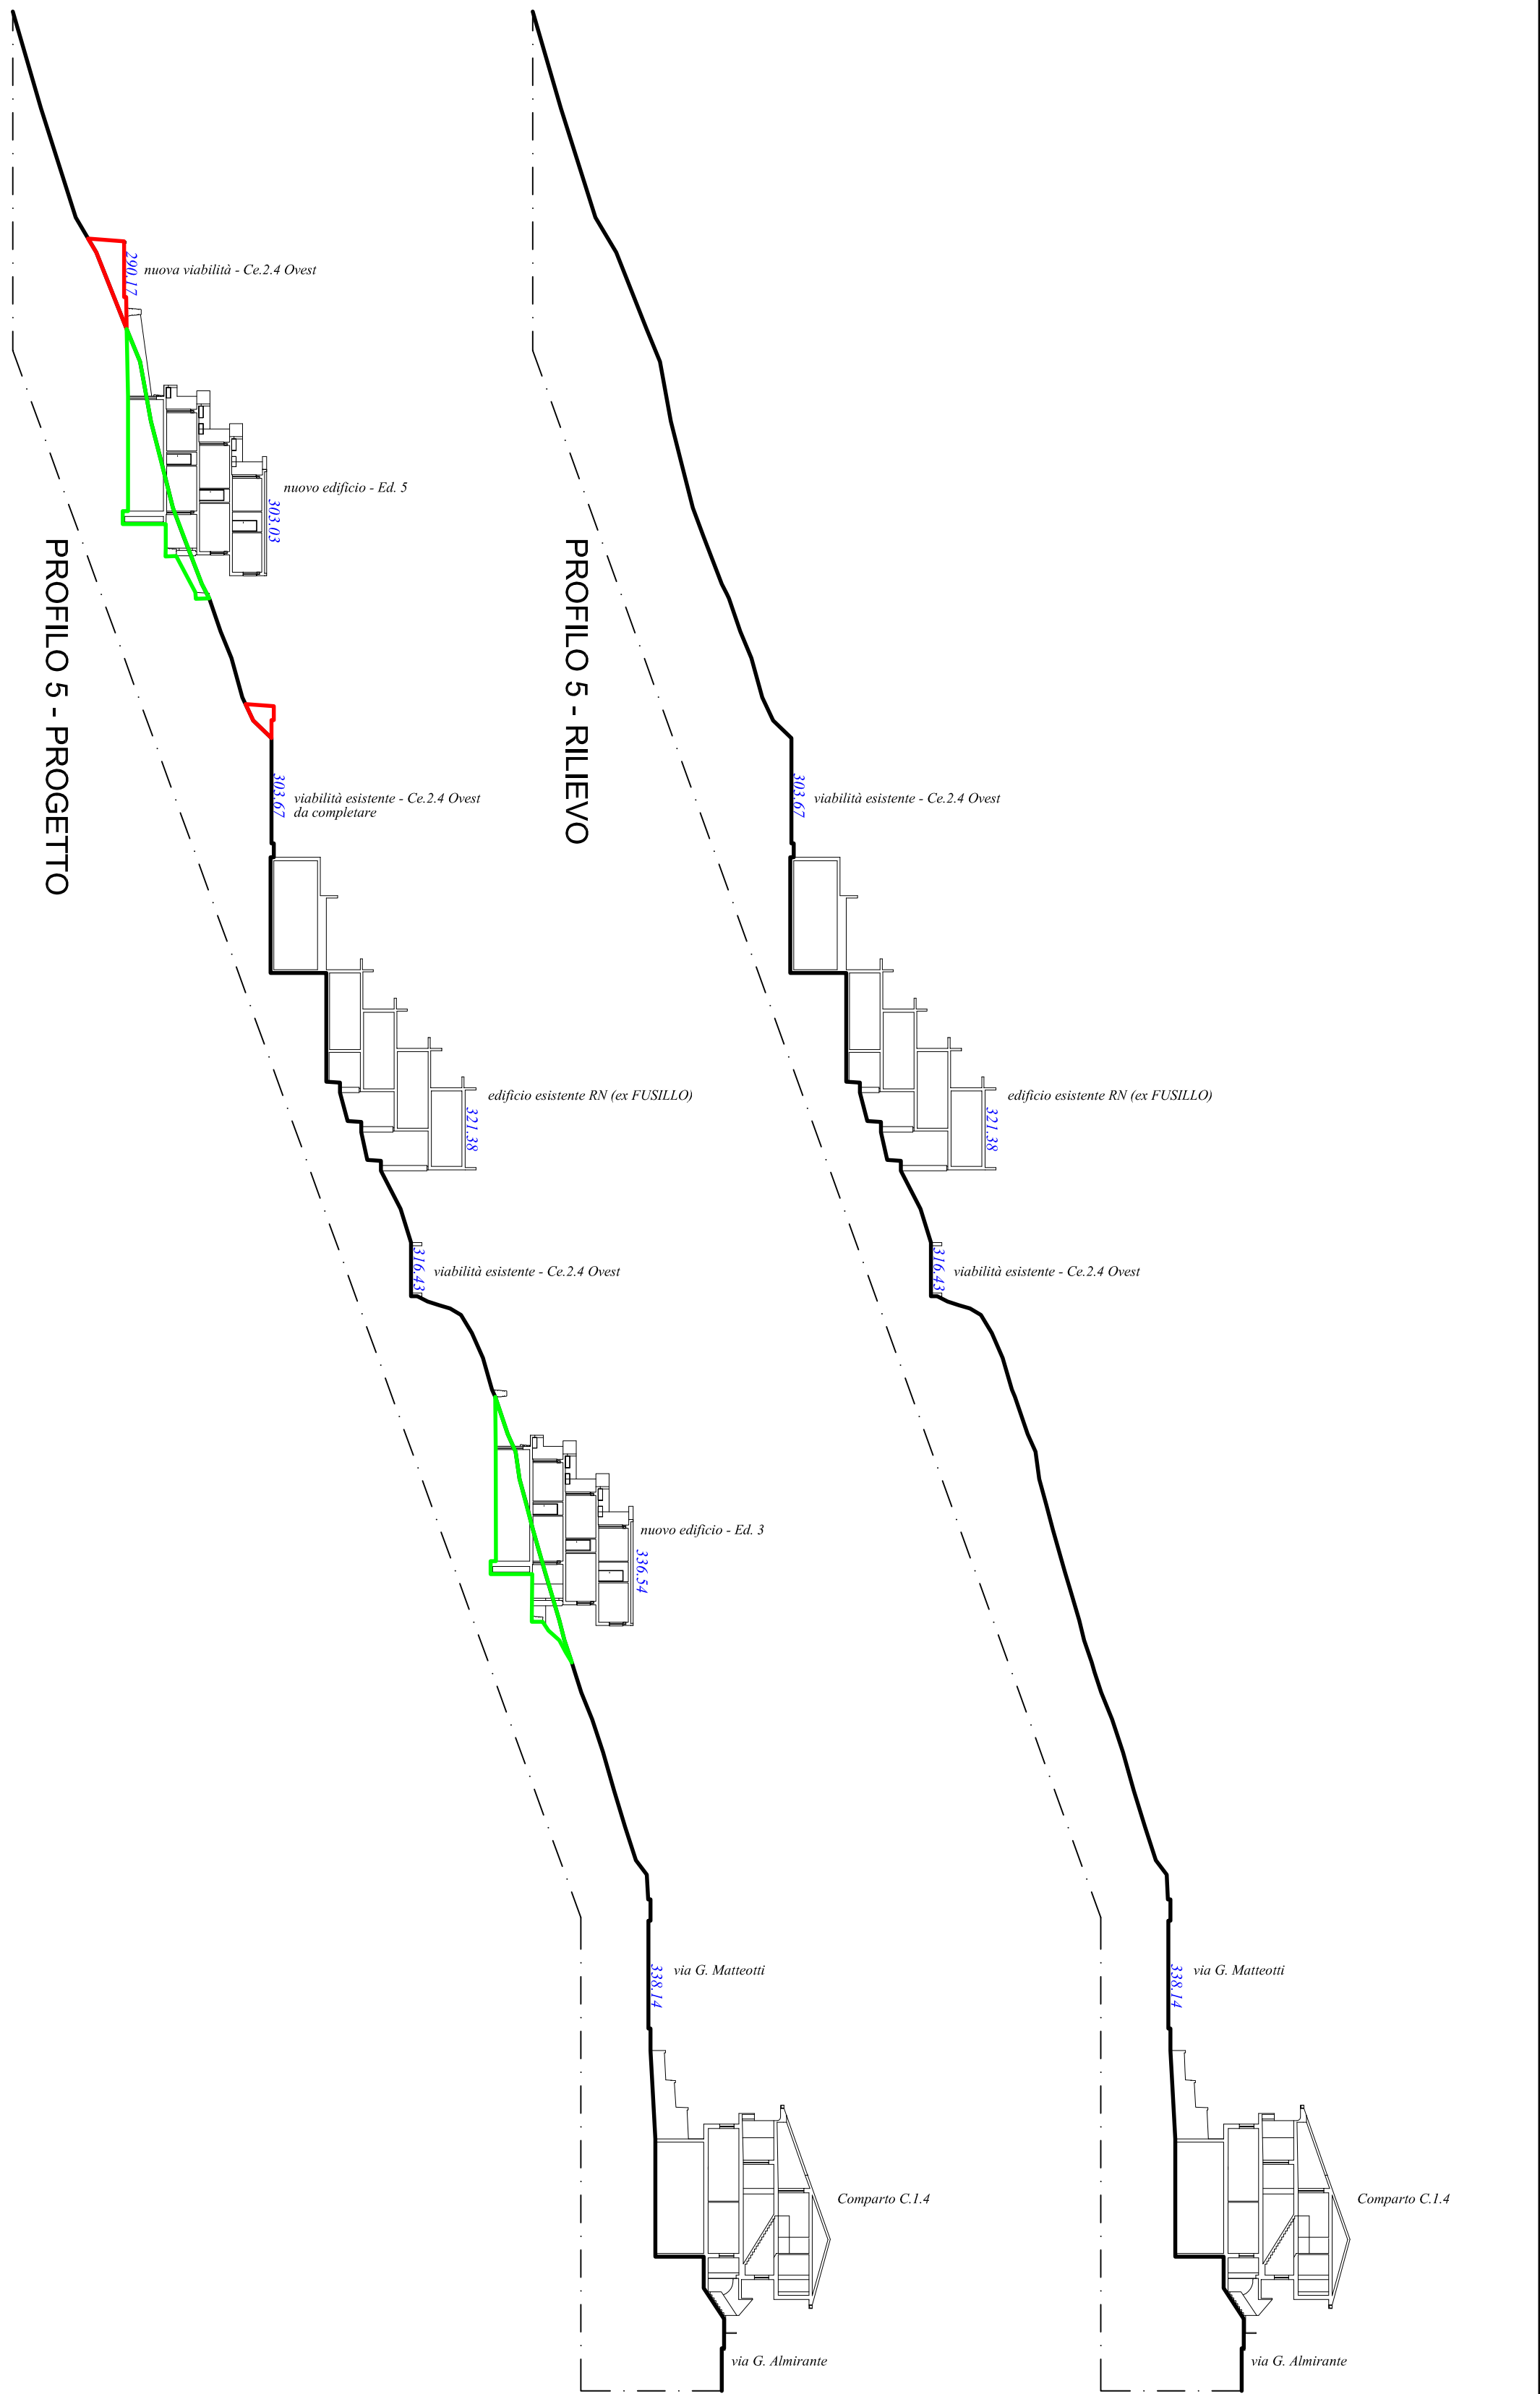 PROFILO 5 - PROGETTO
290.17
nuova viabilità - Ce.2.4 Ovest
303.03
nuovo edificio - Ed. 5
303.67
viabilità esistente - Ce.2.4 Ovest
da completare
321.38
edificio esistente RN (ex FUSILLO)
316.43
viabilità esistente - Ce.2.4 Ovest
336.54
nuovo edificio - Ed. 3
338.14
via G. Matteotti
Comparto C.1.4
via G. Almirante
PROFILO 5 - RILIEVO
303.67
viabilità esistente - Ce.2.4 Ovest
321.38
edificio esistente RN (ex FUSILLO)
316.43
viabilità esistente - Ce.2.4 Ovest
338.14
via G. Matteotti
Comparto C.1.4
via G. Almirante